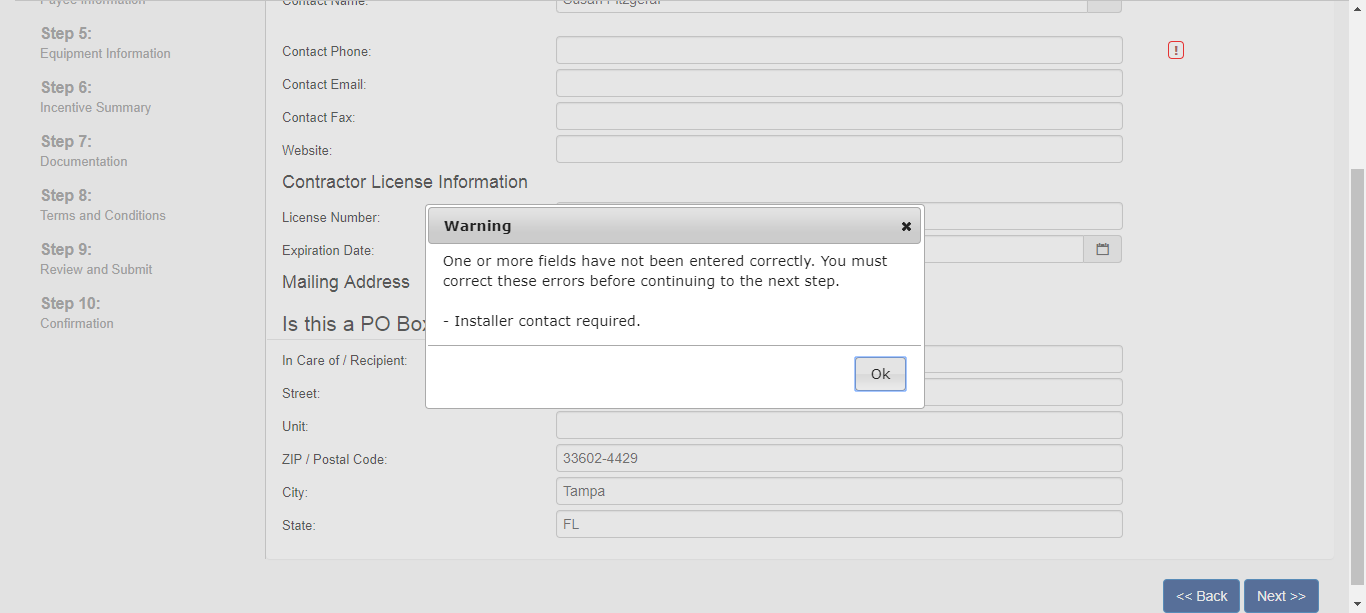 Payee Information
Contact Name:
Step 5:
Equipment Information
Contact Phone:
!
Contact Email:
Step 6:
Incentive Summary
Contact Fax:
Step 7:
Documentation
Website:
Contractor License Information
Step 8:
Terms and Conditions
License Number:
Warning
One or more fields have not been entered correctly. You must
correct these errors before continuing to the next step.
- Installer contact required.
Ok
Step 9:
Review and Submit
Expiration Date:
Mailing Address
Step 10:
Confirmation
Is this a PO Box
In Care of / Recipient:
Street:
Unit:
ZIP / Postal Code:
33602-4429
City:
Tampa
State:
FL
<< Back
Next >>